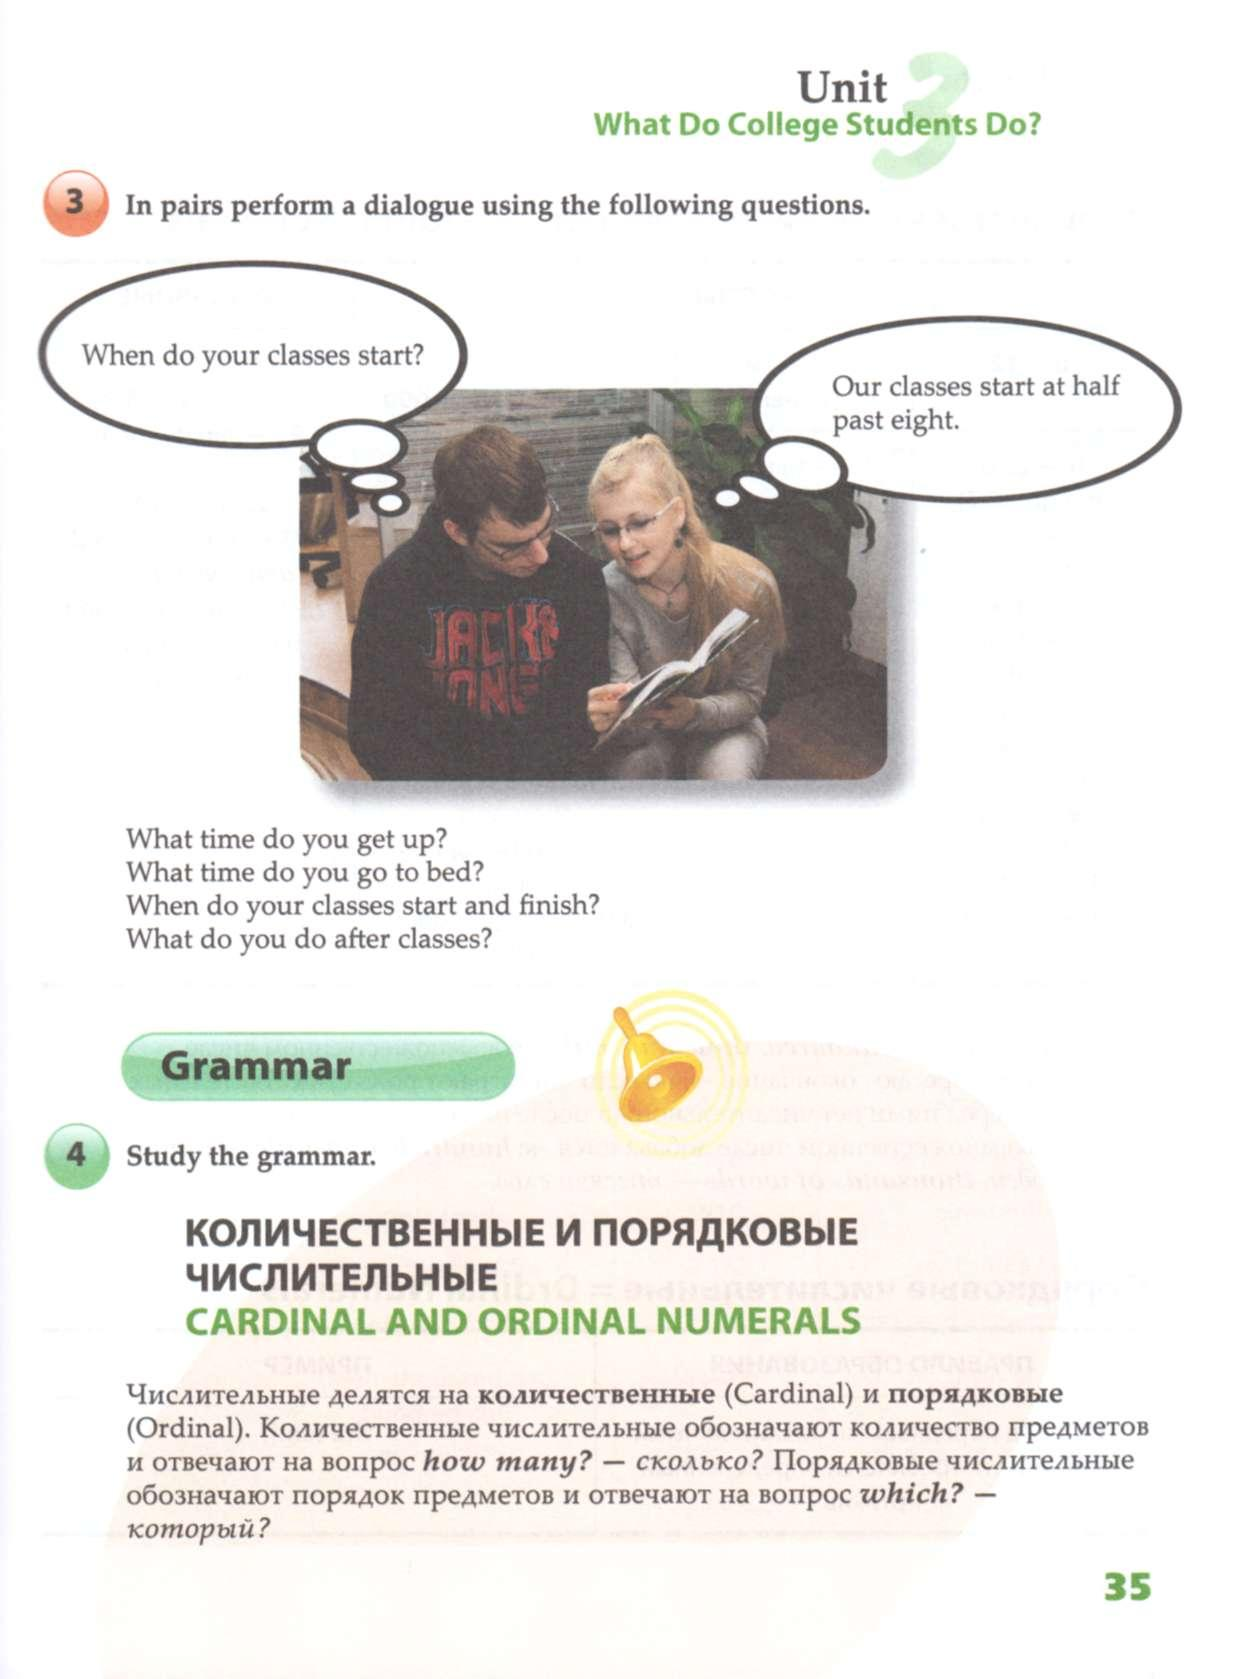 Unit 3
What Do College Students Do?
3 In pairs perform a dialogue using the following questions.
When do your classes start?
Our classes start at half
past eight.
JACK &
JONES
What time do you get up?
What time do you go to bed?
When do your classes start and finish?
What do you do after classes?
Grammar
4 Study the grammar.
КОЛИЧЕСТВЕННЫЕ И ПОРЯДКОВЫЕ
ЧИСЛИТЕЛЬНЫЕ
CARDINAL AND ORDINAL NUMERALS
Числительные делятся на количественные (Cardinal) и порядковые
(Ordinal). Количественные числительные обозначают количество предметов
и отвечают на вопрос how many? — сколько? Порядковые числительные
обозначают порядок предметов и отвечают на вопрос which? —
который?
35